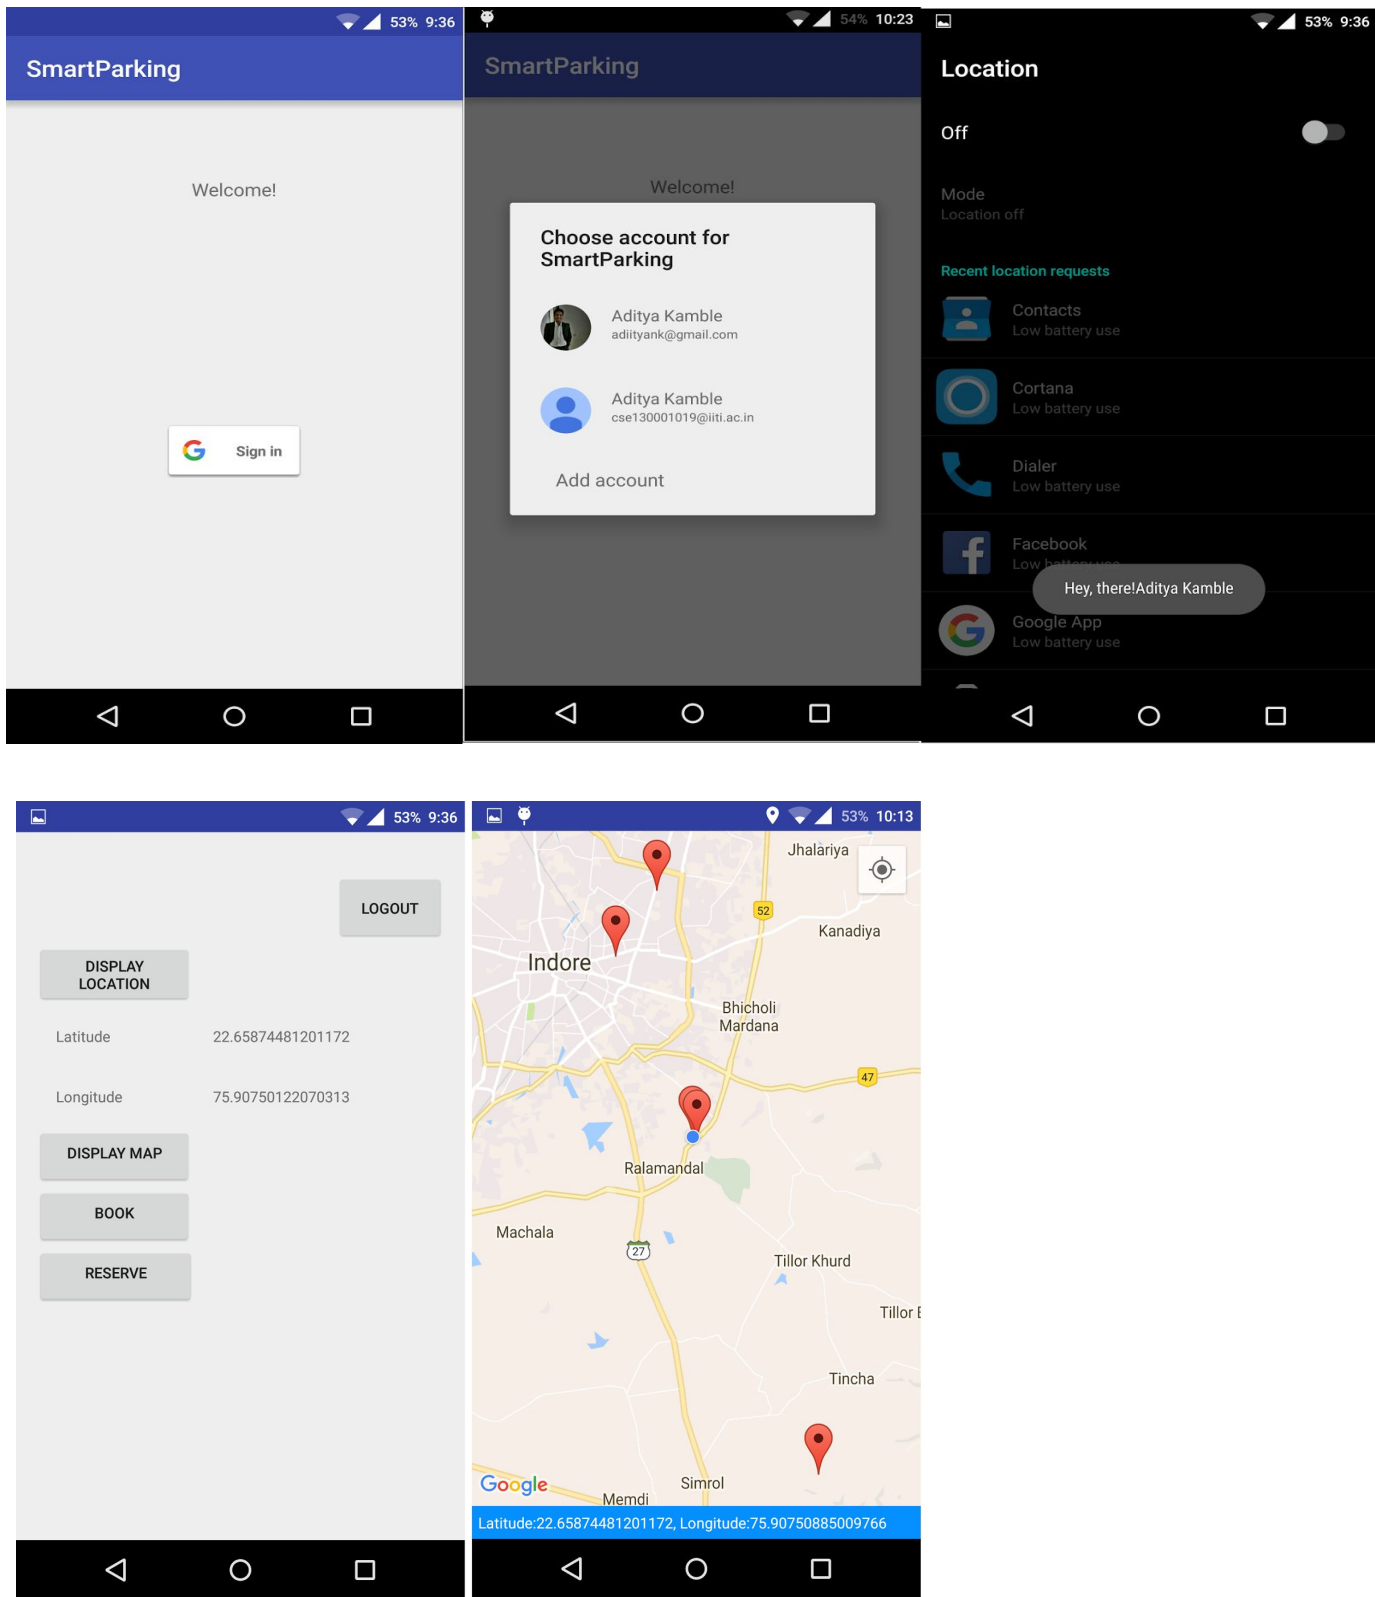 53% 9:36
SmartParking
Welcome!
Sign in
54% 10:23
SmartParking
Welcome!
Choose account for
SmartParking
Aditya Kamble
adiityank@gmail.com
Aditya Kamble
cse130001019@iiti.ac.in
Add account
53% 9:36
Location
Off
Mode
Location off
Recent location requests
Contacts
Low battery use
Cortana
Low battery use
Dialer
Low battery use
Facebook
Low battery use
Hey, there!Aditya Kamble
Google App
Low battery use
53% 9:36
LOGOUT
DISPLAY
LOCATION
Latitude 22.65874481201172
Longitude 75.90750122070313
DISPLAY MAP
BOOK
RESERVE
53% 10:13
Jhalariya
52
Kanadiya
Indore
Bhicholi
Mardana
47
Ralamandal
Machala
27
Tillor Khurd
Tillor
Tincha
Simrol
Google
Memdi
Latitude:22.65874481201172, Longitude:75.90750885009766